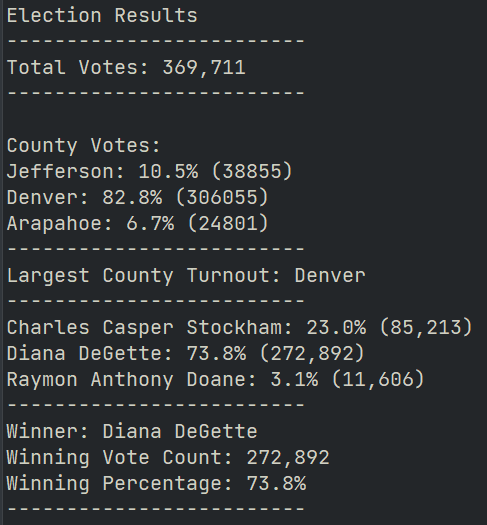 Election Results
-------------------------
Total Votes: 369,711
-------------------------

County Votes:
Jefferson: 10.5% (38855)
Denver: 82.8% (306055)
Arapahoe: 6.7% (24801)
-------------------------
Largest County Turnout: Denver
-------------------------
Charles Casper Stockham: 23.0% (85,213)
Diana DeGette: 73.8% (272,892)
Raymon Anthony Doane: 3.1% (11,606)
-------------------------
Winner: Diana DeGette
Winning Vote Count: 272,892
Winning Percentage: 73.8%
-------------------------